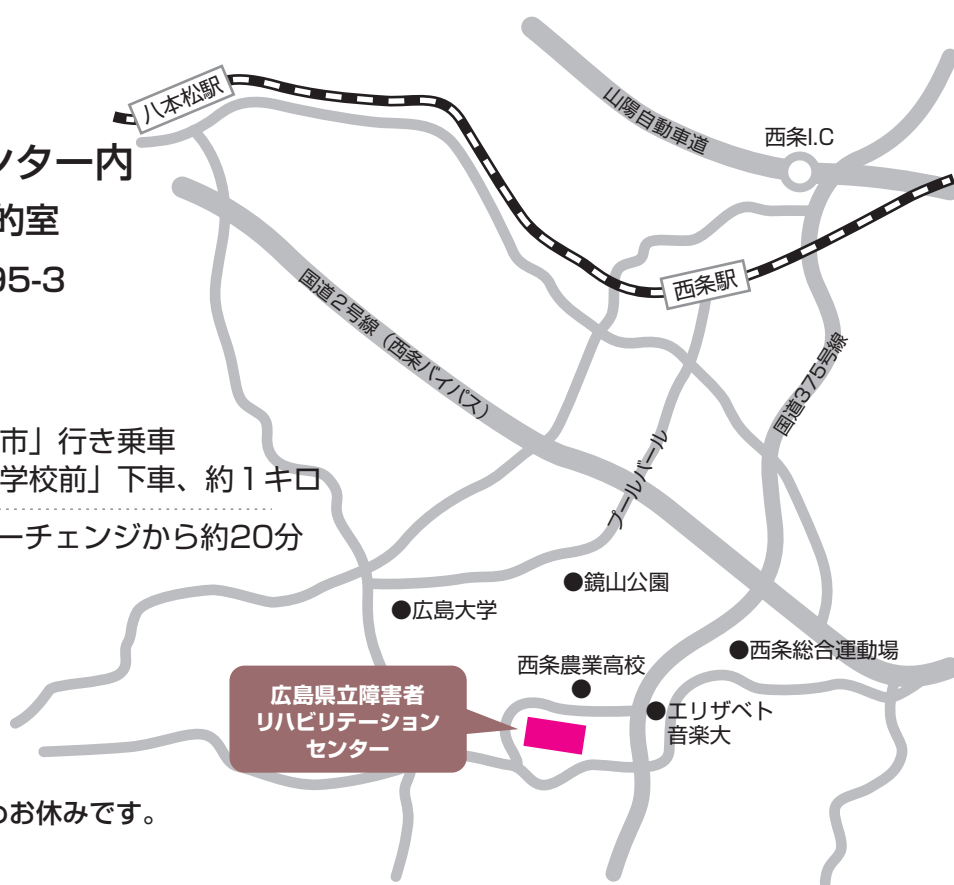 八本松駅
山陽自動車道
西条I.C
ンター内
的室
95-3
西条駅
国道2号線（西条バイパス）
国道375号線
市」行き乗車
学校前」下車、約1キロ
ーチェンジから約20分
プールバール
●鏡山公園
●広島大学
●西条総合運動場
西条農業高校
広島県立障害者
リハビリテーション
センター
●エリザベト
音楽大
お休みです。